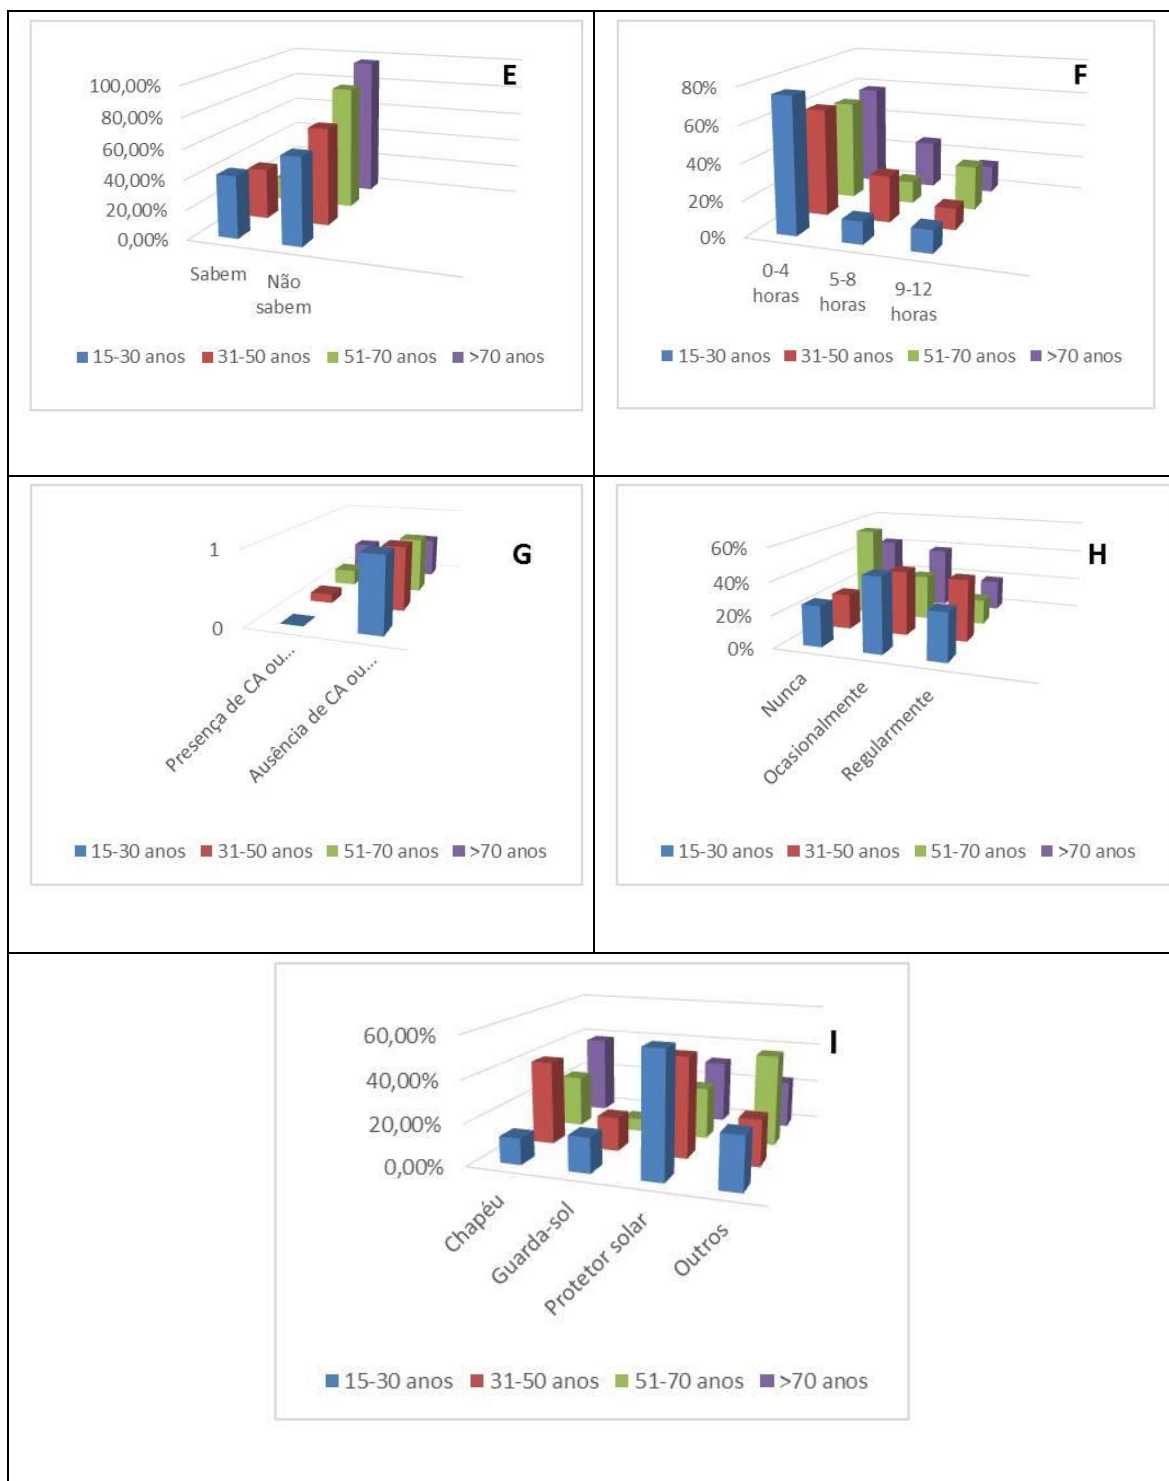 E
100,00%
80,00%
60,00%
40,00%
20,00%
0,00%
Sabem
Não
sabem
15-30 anos 31-50 anos 51-70 anos >70 anos
F
80%
60%
40%
20%
0%
0-4
horas
5-8
horas
9-12
horas
15-30 anos 31-50 anos 51-70 anos >70 anos
G
1
0
Presença de CA ou...
Ausência de CA ou...
15-30 anos 31-50 anos 51-70 anos >70 anos
H
60%
40%
20%
0%
Nunca
Ocasionalmente
Regularmente
15-30 anos 31-50 anos 51-70 anos >70 anos
I
60,00%
40,00%
20,00%
0,00%
Chapéu
Guarda-sol
Protetor solar
Outros
15-30 anos 31-50 anos 51-70 anos >70 anos